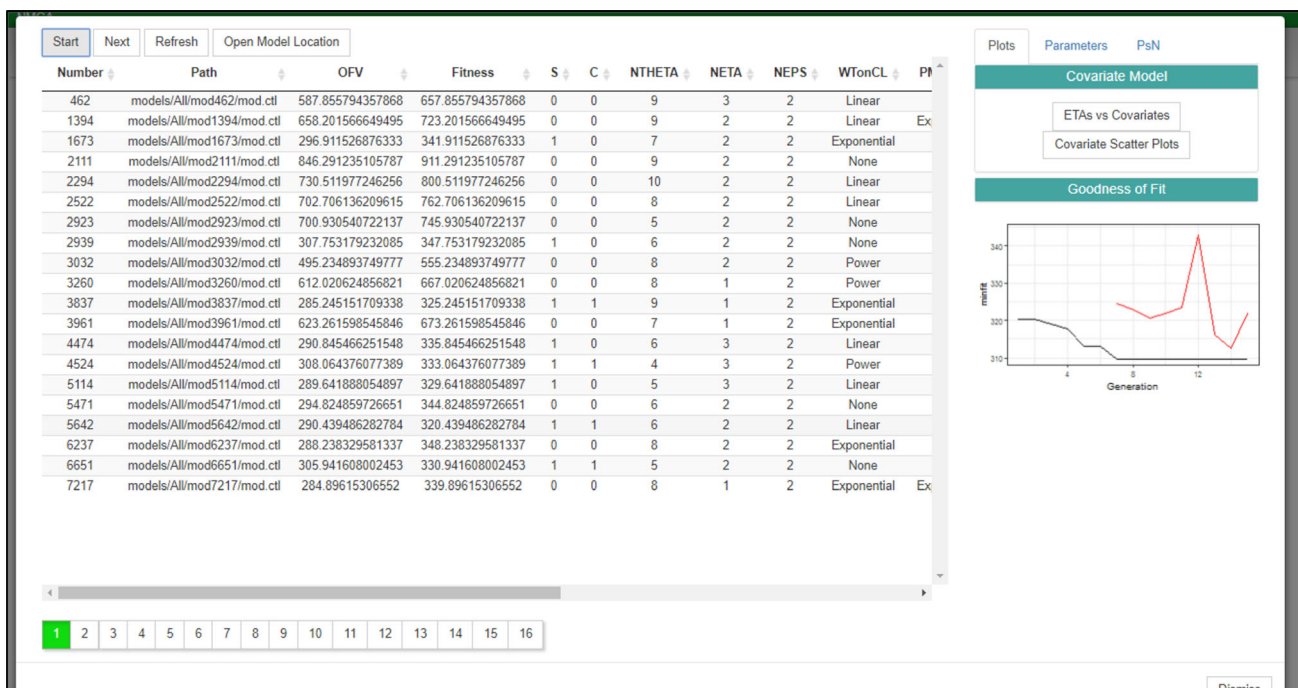 Start Next Refresh Open Model Location
Number Path OFV Fitness S C NTHETA NETA NEPS WTonCL
462 models/All/mod462/mod.ctl 587.855794357868 657.855794357868 0 0 9 3 2 Linear
1394 models/All/mod1394/mod.ctl 658.201566649495 723.201566649495 0 0 9 2 2 Linear Ex
1673 models/All/mod1673/mod.ctl 296.911526876333 341.911526876333 1 0 7 2 2 Exponential
2111 models/All/mod2111/mod.ctl 846.291235105787 911.291235105787 0 0 9 2 2 None
2294 models/All/mod2294/mod.ctl 730.511977246256 800.511977246256 0 0 10 2 2 Linear
2522 models/All/mod2522/mod.ctl 702.706136209615 762.706136209615 0 0 8 2 2 Linear
2923 models/All/mod2923/mod.ctl 700.930540722137 745.930540722137 0 0 5 2 2 None
2939 models/All/mod2939/mod.ctl 307.753179232085 347.753179232085 1 0 6 2 2 None
3032 models/All/mod3032/mod.ctl 495.234893749777 555.234893749777 0 0 8 2 2 Power
3260 models/All/mod3260/mod.ctl 612.020624856821 667.020624856821 0 0 8 1 2 Power
3837 models/All/mod3837/mod.ctl 285.245151709338 325.245151709338 1 1 9 1 2 Exponential
3961 models/All/mod3961/mod.ctl 623.261598545846 673.261598545846 0 0 7 1 2 Exponential
4474 models/All/mod4474/mod.ctl 290.845466251548 335.845466251548 1 0 6 3 2 Linear
4524 models/All/mod4524/mod.ctl 308.064376077389 333.064376077389 1 1 4 3 2 Power
5114 models/All/mod5114/mod.ctl 289.641888054897 329.641888054897 1 0 5 3 2 Linear
5471 models/All/mod5471/mod.ctl 294.824859726651 344.824859726651 0 0 6 2 2 None
5642 models/All/mod5642/mod.ctl 290.439486282784 320.439486282784 1 1 6 2 2 Linear
6237 models/All/mod6237/mod.ctl 288.238329581337 348.238329581337 0 0 8 2 2 Exponential
6651 models/All/mod6651/mod.ctl 305.941608002453 330.941608002453 1 1 5 2 2 None
7217 models/All/mod7217/mod.ctl 284.89615306552 339.89615306552 0 0 8 1 2 Exponential Ex
1 2 3 4 5 6 7 8 9 10 11 12 13 14 15 16
Plots Parameters PsN
Covariate Model
ETAs vs Covariates
Covariate Scatter Plots
Goodness of Fit
340
330
320
310
minfit
4 8 12
Generation